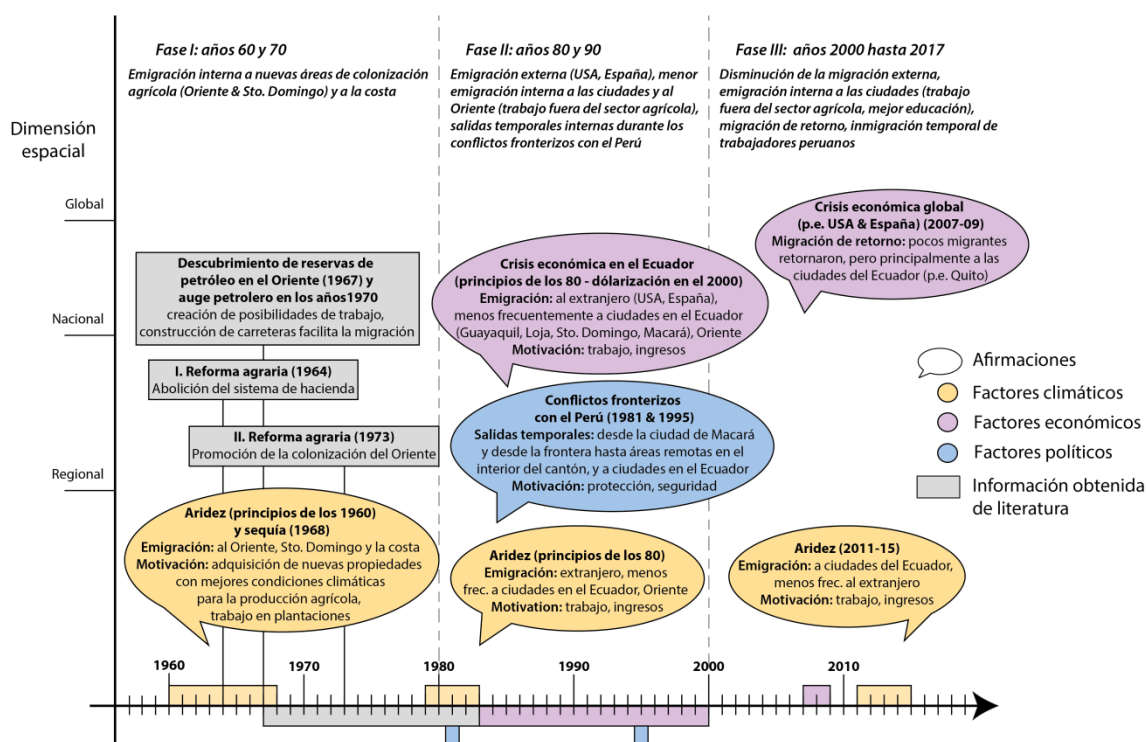 Fase I: años 60 y 70
Emigración interna a nuevas áreas de colonización
agrícola (Oriente & Sto. Domingo) y a la costa
Fase II: años 80 y 90
Emigración externa (USA, España), menor
emigración interna a las ciudades y al
Oriente (trabajo fuera del sector agrícola),
salidas temporales internas durante los
conflictos fronterizos con el Perú
Fase III: años 2000 hasta 2017
Disminución de la migración externa,
emigración interna a las ciudades (trabajo
fuera del sector agrícola, mejor educación),
migración de retorno, inmigración temporal de
trabajadores peruanos
Dimensión
espacial
Global
Nacional
Regional
Descubrimiento de reservas de
petróleo en el Oriente (1967) y
auge petrolero en los años1970
creación de posibilidades de trabajo,
construcción de carreteras facilita la migración
I. Reforma agraria (1964)
Abolición del sistema de hacienda
II. Reforma agraria (1973)
Promoción de la colonización del Oriente
Aridez (principios de los 1960)
y sequía (1968)
Emigración: al Oriente, Sto. Domingo y la costa
Motivación: adquisición de nuevas propiedades
con mejores condiciones climáticas
para la producción agrícola,
trabajo en plantaciones
Crisis económica en el Ecuador
(principios de los 80 - dólarización en el 2000)
Emigración: al extranjero (USA, España),
menos frecuentemente a ciudades en el Ecuador
(Guayaquil, Loja, Sto. Domingo, Macará), Oriente
Motivación: trabajo, ingresos
Conflictos fronterizos
con el Perú (1981 & 1995)
Salidas temporales: desde la ciudad de Macará
y desde la frontera hasta áreas remotas en el
interior del cantón, y a ciudades en el Ecuador
Motivación: protección, seguridad
Aridez (principios de los 80)
Emigración: extranjero, menos
frec. a ciudades en el Ecuador, Oriente
Motivation: trabajo, ingresos
Crisis económica global
(p.e. USA & España) (2007-09)
Migración de retorno: pocos migrantes
retornaron, pero principalmente a las
ciudades del Ecuador (p.e. Quito)
Aridez (2011-15)
Emigración: a ciudades del Ecuador,
menos frec. al extranjero
Motivación: trabajo, ingresos
Afirmaciones
Factores climáticos
Factores económicos
Factores políticos
Información obtenida
de literatura
1960
1970
1980
1990
2000
2010